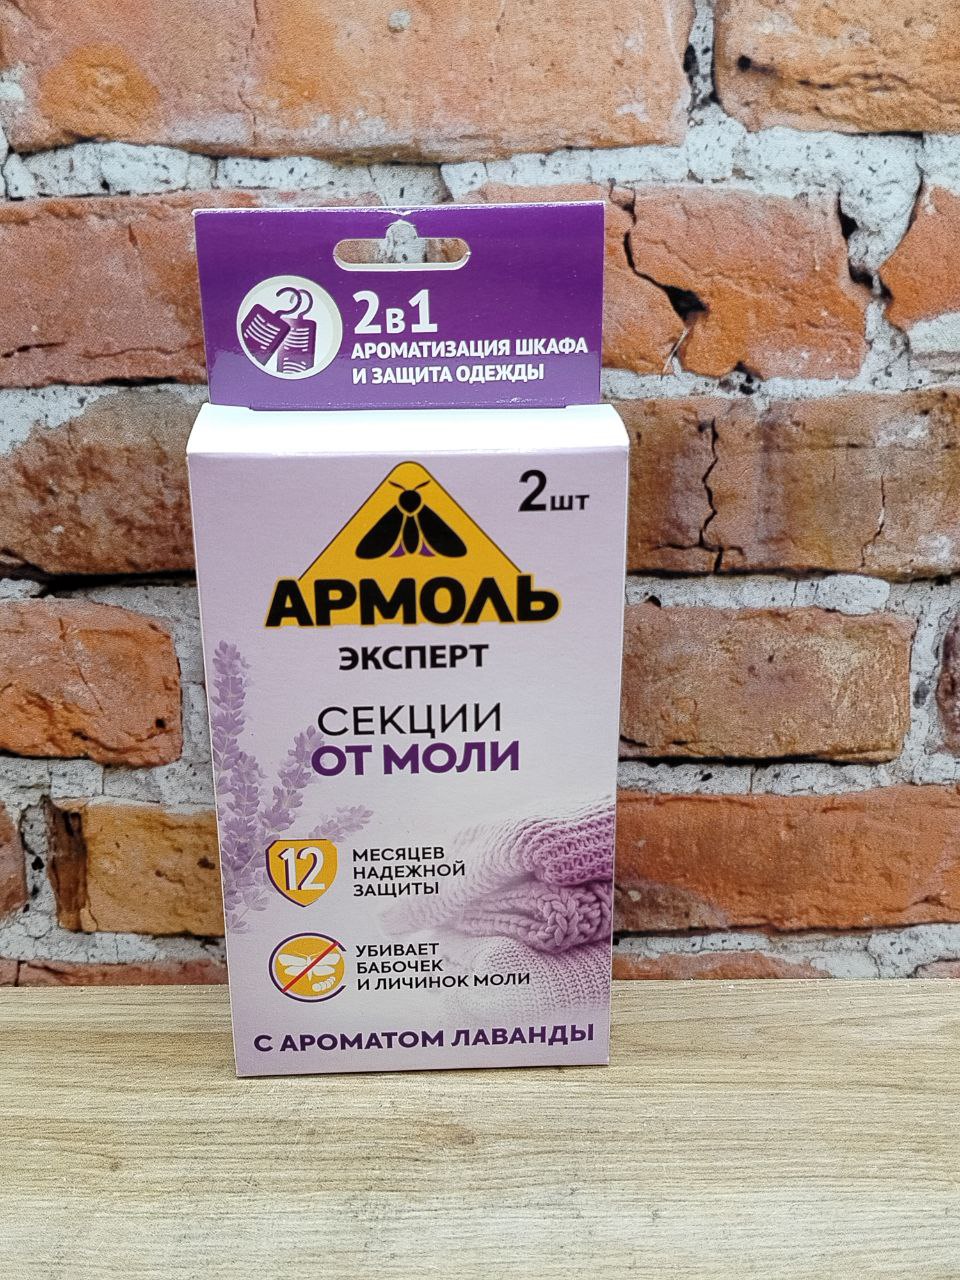 2в1
АРОМАТИЗАЦИЯ ШКАФА
И ЗАЩИТА ОДЕЖДЫ
2шт
АРМОЛЬ
ЭКСПЕРТ
СЕКЦИИ
ОТ МОЛИ
12
МЕСЯЦЕВ
НАДЕЖНОЙ
ЗАЩИТЫ
УБИВАЕТ
БАБОЧЕК
И ЛИЧИНОК МОЛИ
С АРОМАТОМ ЛАВАНДЫ